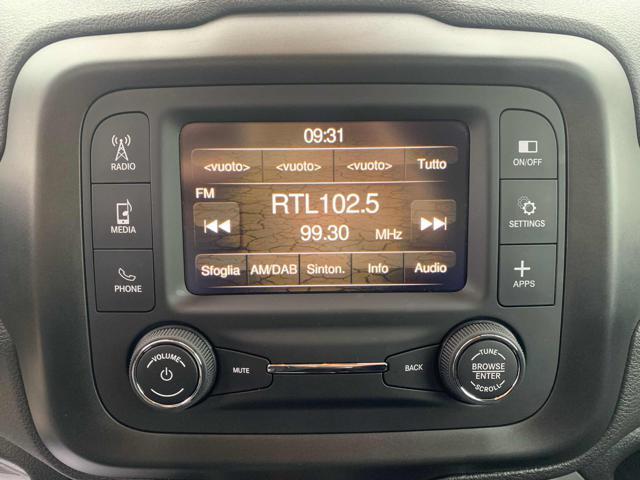 09:31
<vuoto> <vuoto> <vuoto> Tutto
FM
RTL102.5
99.30 MHz
Sfoglia AM/DAB Sinton. Info Audio
RADIO
MEDIA
PHONE
ON/OFF
SETTINGS
APPS
VOLUME
MUTE
BACK
TUNE
BROWSE
ENTER
SCROLL